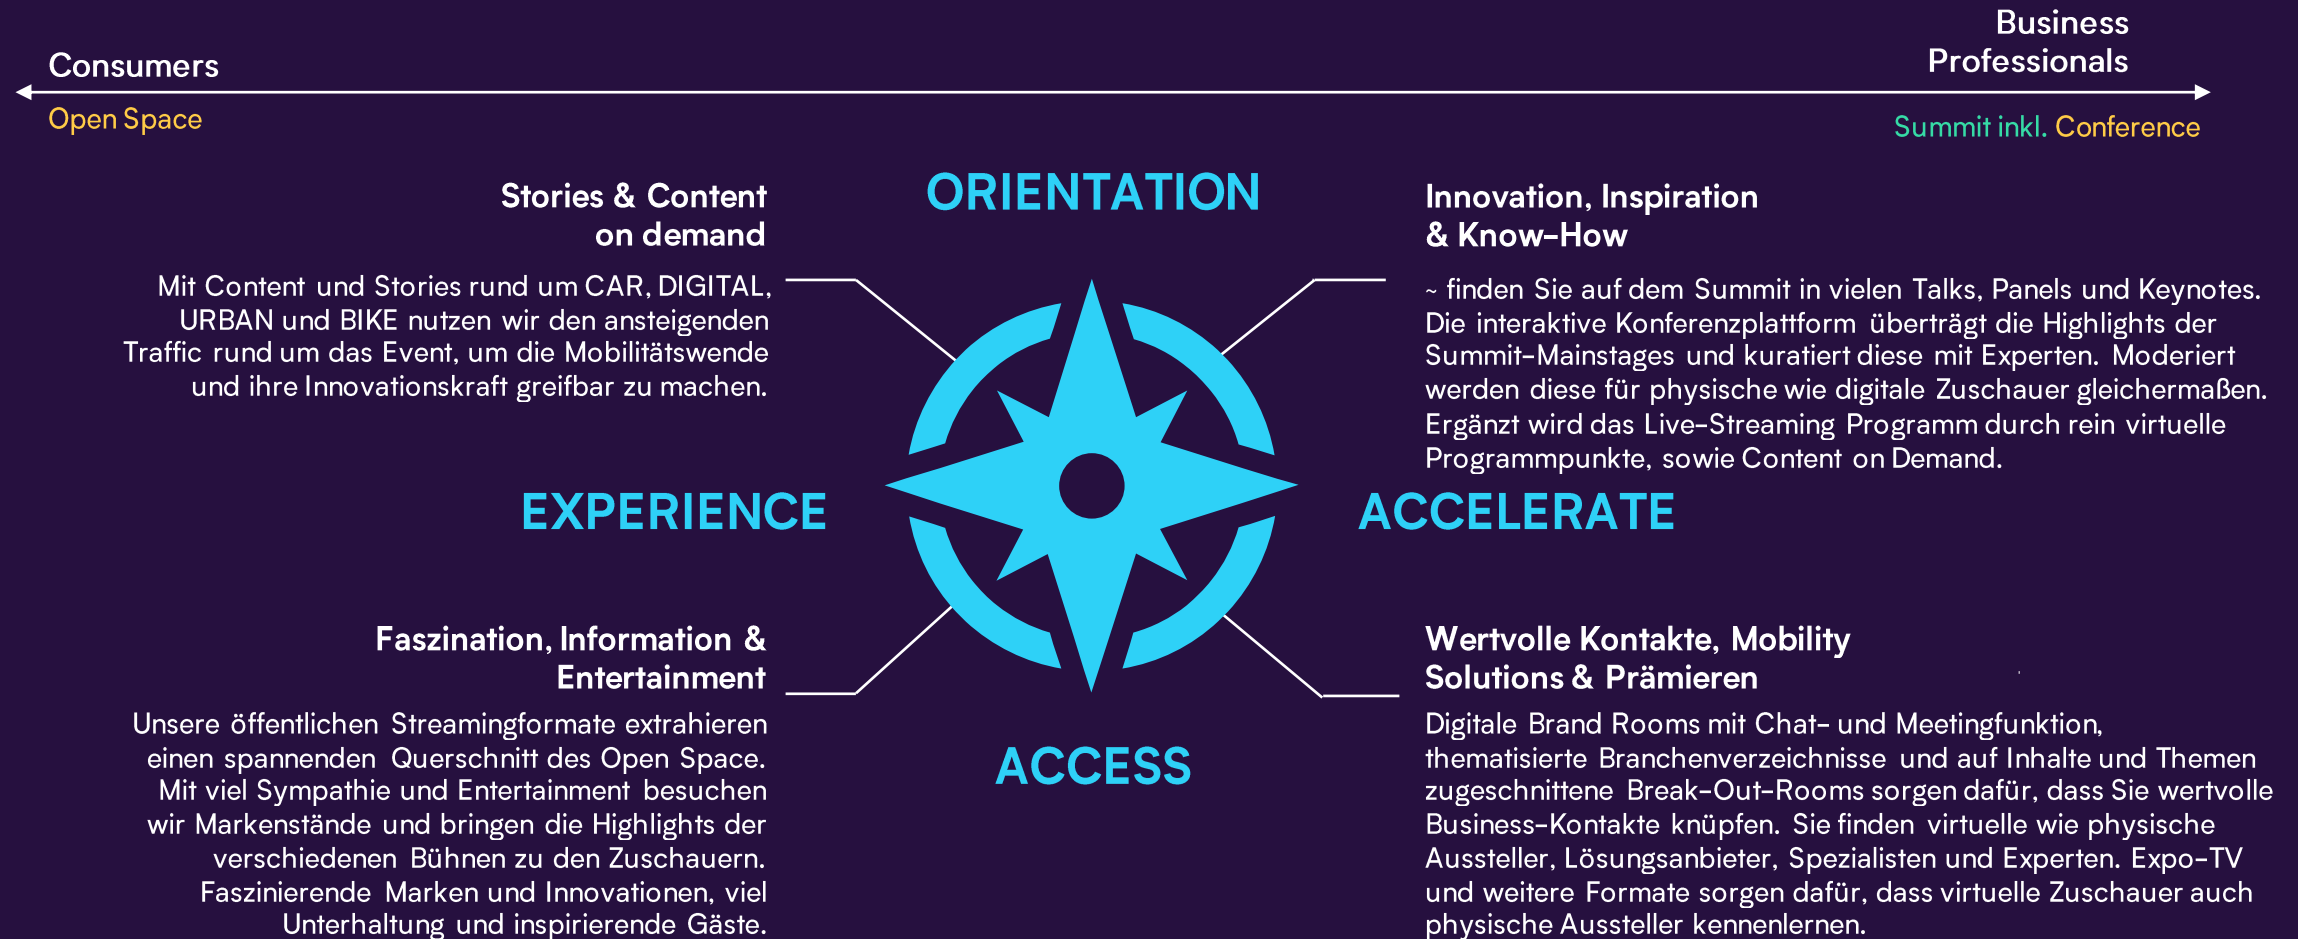 Consumers
Business
Professionals
Open Space
Summit inkl. Conference
ORIENTATION
Stories & Content
on demand
Mit Content und Stories rund um CAR, DIGITAL,
URBAN und BIKE nutzen wir den ansteigenden
Traffic rund um das Event, um die Mobilitätswende
und ihre Innovationskraft greifbar zu machen.
Innovation, Inspiration
& Know-How
~ finden Sie auf dem Summit in vielen Talks, Panels und Keynotes.
Die interaktive Konferenzplattform überträgt die Highlights der
Summit-Mainstages und kuratiert diese mit Experten. Moderiert
werden diese für physische wie digitale Zuschauer gleichermaßen.
Ergänzt wird das Live-Streaming Programm durch rein virtuelle
Programmpunkte, sowie Content on Demand.
EXPERIENCE
ACCELERATE
Faszination, Information &
Entertainment
Unsere öffentlichen Streamingformate extrahieren
einen spannenden Querschnitt des Open Space.
Mit viel Sympathie und Entertainment besuchen
wir Markenstände und bringen die Highlights der
verschiedenen Bühnen zu den Zuschauern.
Faszinierende Marken und Innovationen, viel
Unterhaltung und inspirierende Gäste.
ACCESS
Wertvolle Kontakte, Mobility
Solutions & Prämieren
Digitale Brand Rooms mit Chat- und Meetingfunktion,
thematisierte Branchenverzeichnisse und auf Inhalte und Themen
zugeschnittene Break-Out-Rooms sorgen dafür, dass Sie wertvolle
Business-Kontakte knüpfen. Sie finden virtuelle wie physische
Aussteller, Lösungsanbieter, Spezialisten und Experten. Expo-TV
und weitere Formate sorgen dafür, dass virtuelle Zuschauer auch
physische Aussteller kennenlernen.